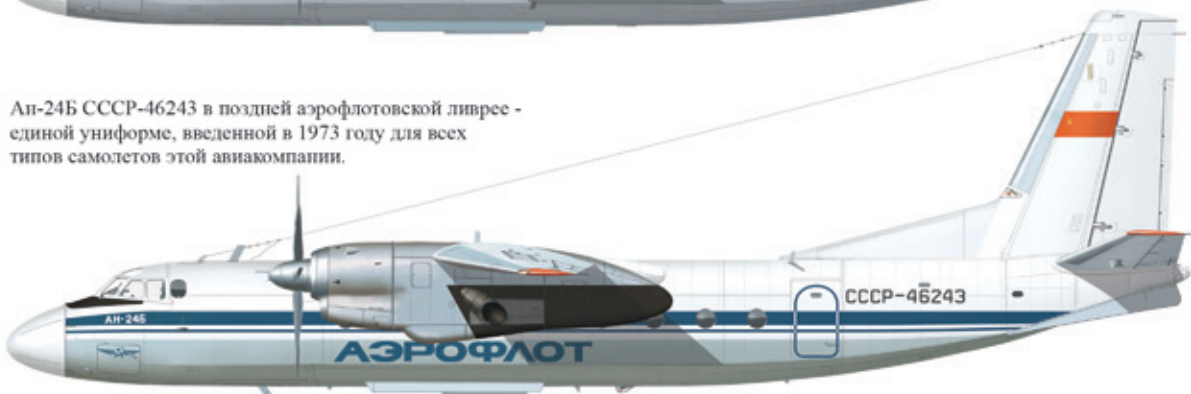 Ан-24Б СССР-46243 в поздней аэрофлотовской ливрее -
единой униформе, введенной в 1973 году для всех
типов самолетов этой авиакомпании.
СССР-46243
АН-24Б
АЭРОФЛОТ